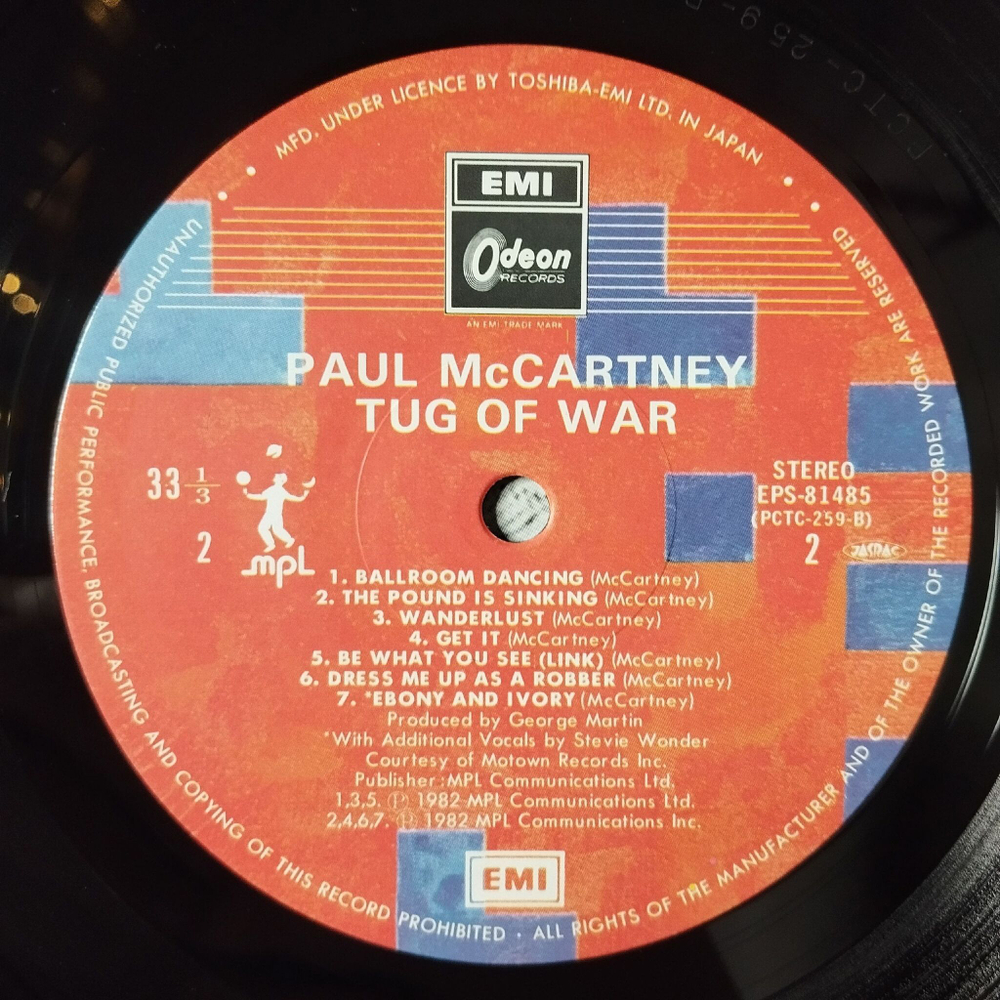 MFD. UNDER LICENCE BY TOSHIBA-EMI LTD. IN JAPAN
EMI
Odeon
RECORDS
AN EMI TRADE MARK
PAUL McCARTNEY
TUG OF WAR
33 1/3
2
mpl
STEREO
EPS-81485
(PCTC-259-B)
2 JASRAC
1. BALLROOM DANCING (McCartney)
2. THE POUND IS SINKING (McCartney)
3. WANDERLUST (McCartney)
4. GET IT (McCartney)
5. BE WHAT YOU SEE (LINK) (McCartney)
6. DRESS ME UP AS A ROBBER (McCartney)
7. *EBONY AND IVORY (McCartney)
Produced by George Martin
*With Additional Vocals by Stevie Wonder
Courtesy of Motown Records Inc.
Publisher:MPL Communications Ltd.
1,3,5. ℗ 1982 MPL Communications Ltd.
2,4,6,7. ℗ 1982 MPL Communications Inc.
EMI
UNAUTHORIZED PUBLIC PERFORMANCE, BROADCASTING AND COPYING OF THIS RECORD PROHIBITED · ALL RIGHTS OF THE MANUFACTURER AND OF THE OWNER OF THE RECORDED WORK ARE RESERVED